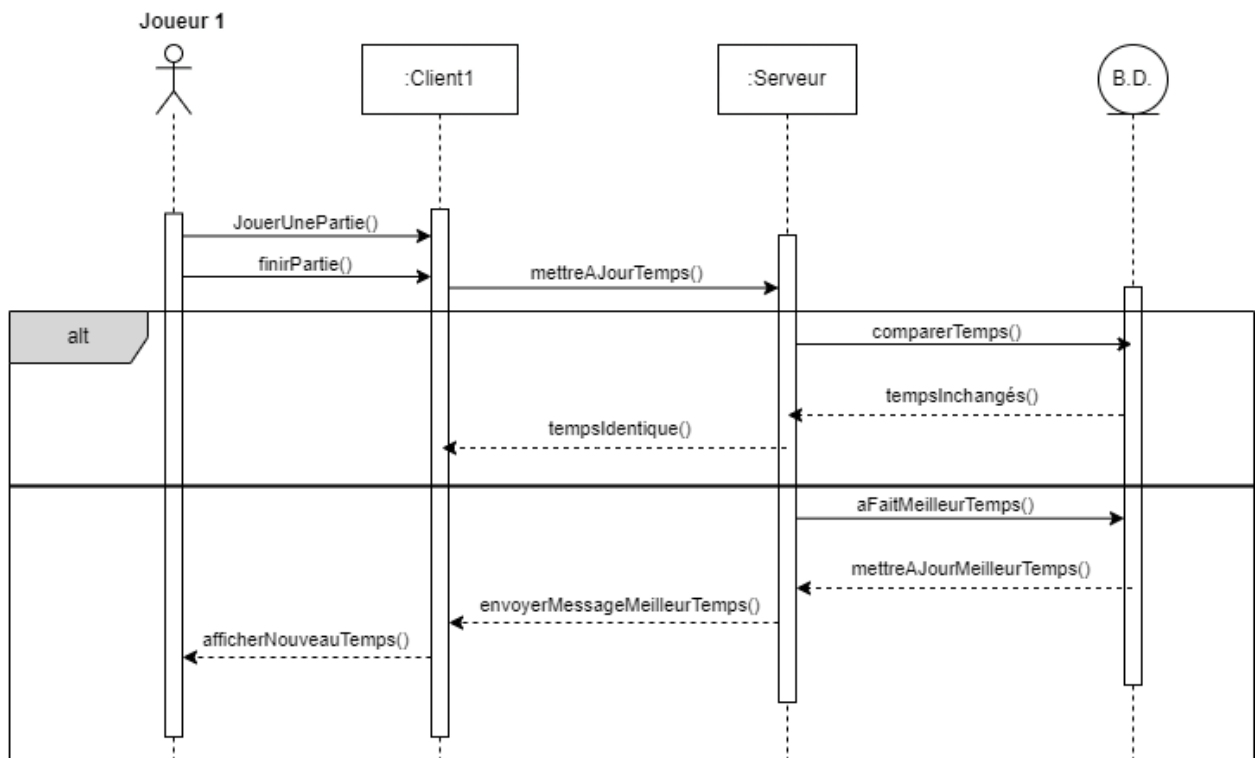 Joueur 1
:Client1
:Serveur
B.D.
JouerUnePartie()
finirPartie()
mettreAJourTemps()
alt
comparerTemps()
tempsInchangés()
tempsIdentique()
aFaitMeilleurTemps()
mettreAJourMeilleurTemps()
envoyerMessageMeilleurTemps()
afficherNouveauTemps()